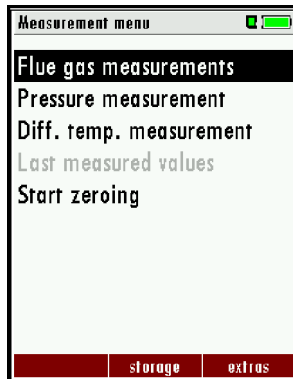 Measurement menu
Flue gas measurements
Pressure measurement
Diff. temp. measurement
Last measured values
Start zeroing
storage extras